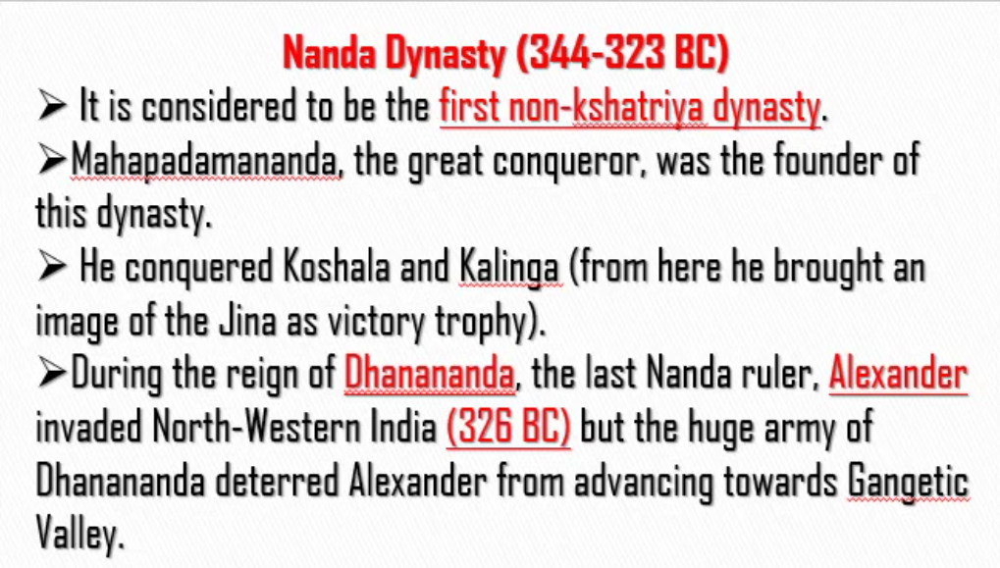 Nanda Dynasty (344-323 BC)
➢ It is considered to be the first non-kshatriya dynasty.
➢Mahapadamananda, the great conqueror, was the founder of
this dynasty.
➢ He conquered Koshala and Kalinga (from here he brought an
image of the Jina as victory trophy).
➢During the reign of Dhanananda, the last Nanda ruler, Alexander
invaded North-Western India (326 BC) but the huge army of
Dhanananda deterred Alexander from advancing towards Gangetic
Valley.